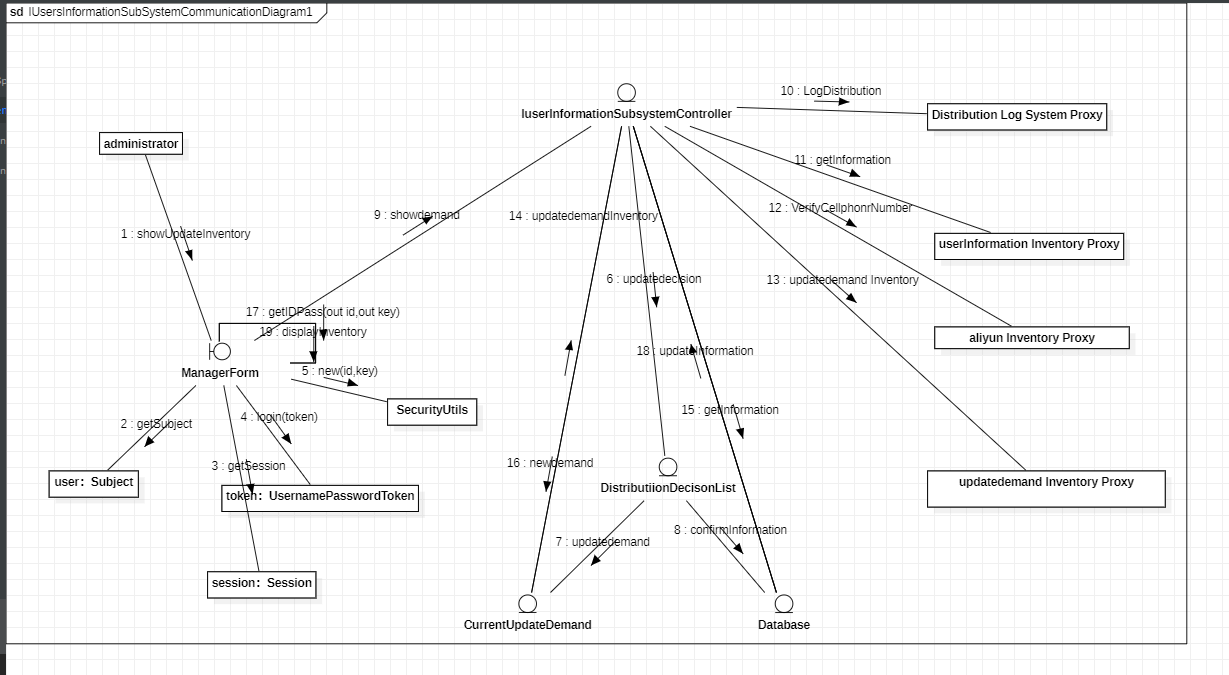 sd IUsersInformationSubSystemCommunicationDiagram1
10 : LogDistribution
IuserInformationSubsystemController
Distribution Log System Proxy
administrator
11 : getInformation
12 : VerifyCellphonrNumber
9 : showdemand
14 : updatedemandInventory
1 : showUpdateInventory
userInformation Inventory Proxy
6 : updatedecision
13 : updatedemand Inventory
17 : getIDPass(out id,out key)
19 : displayInventory
aliyun Inventory Proxy
18 : updateInformation
ManagerForm
5 : new(id,key)
SecurityUtils
15 : getInformation
2 : getSubject
4 : login(token)
16 : newdemand
3 : getSession
user: Subject
DistributiionDecisonList
updatedemand Inventory Proxy
token: UsernamePasswordToken
8 : confirmInformation
7 : updatedemand
session: Session
CurrentUpdateDemand
Database